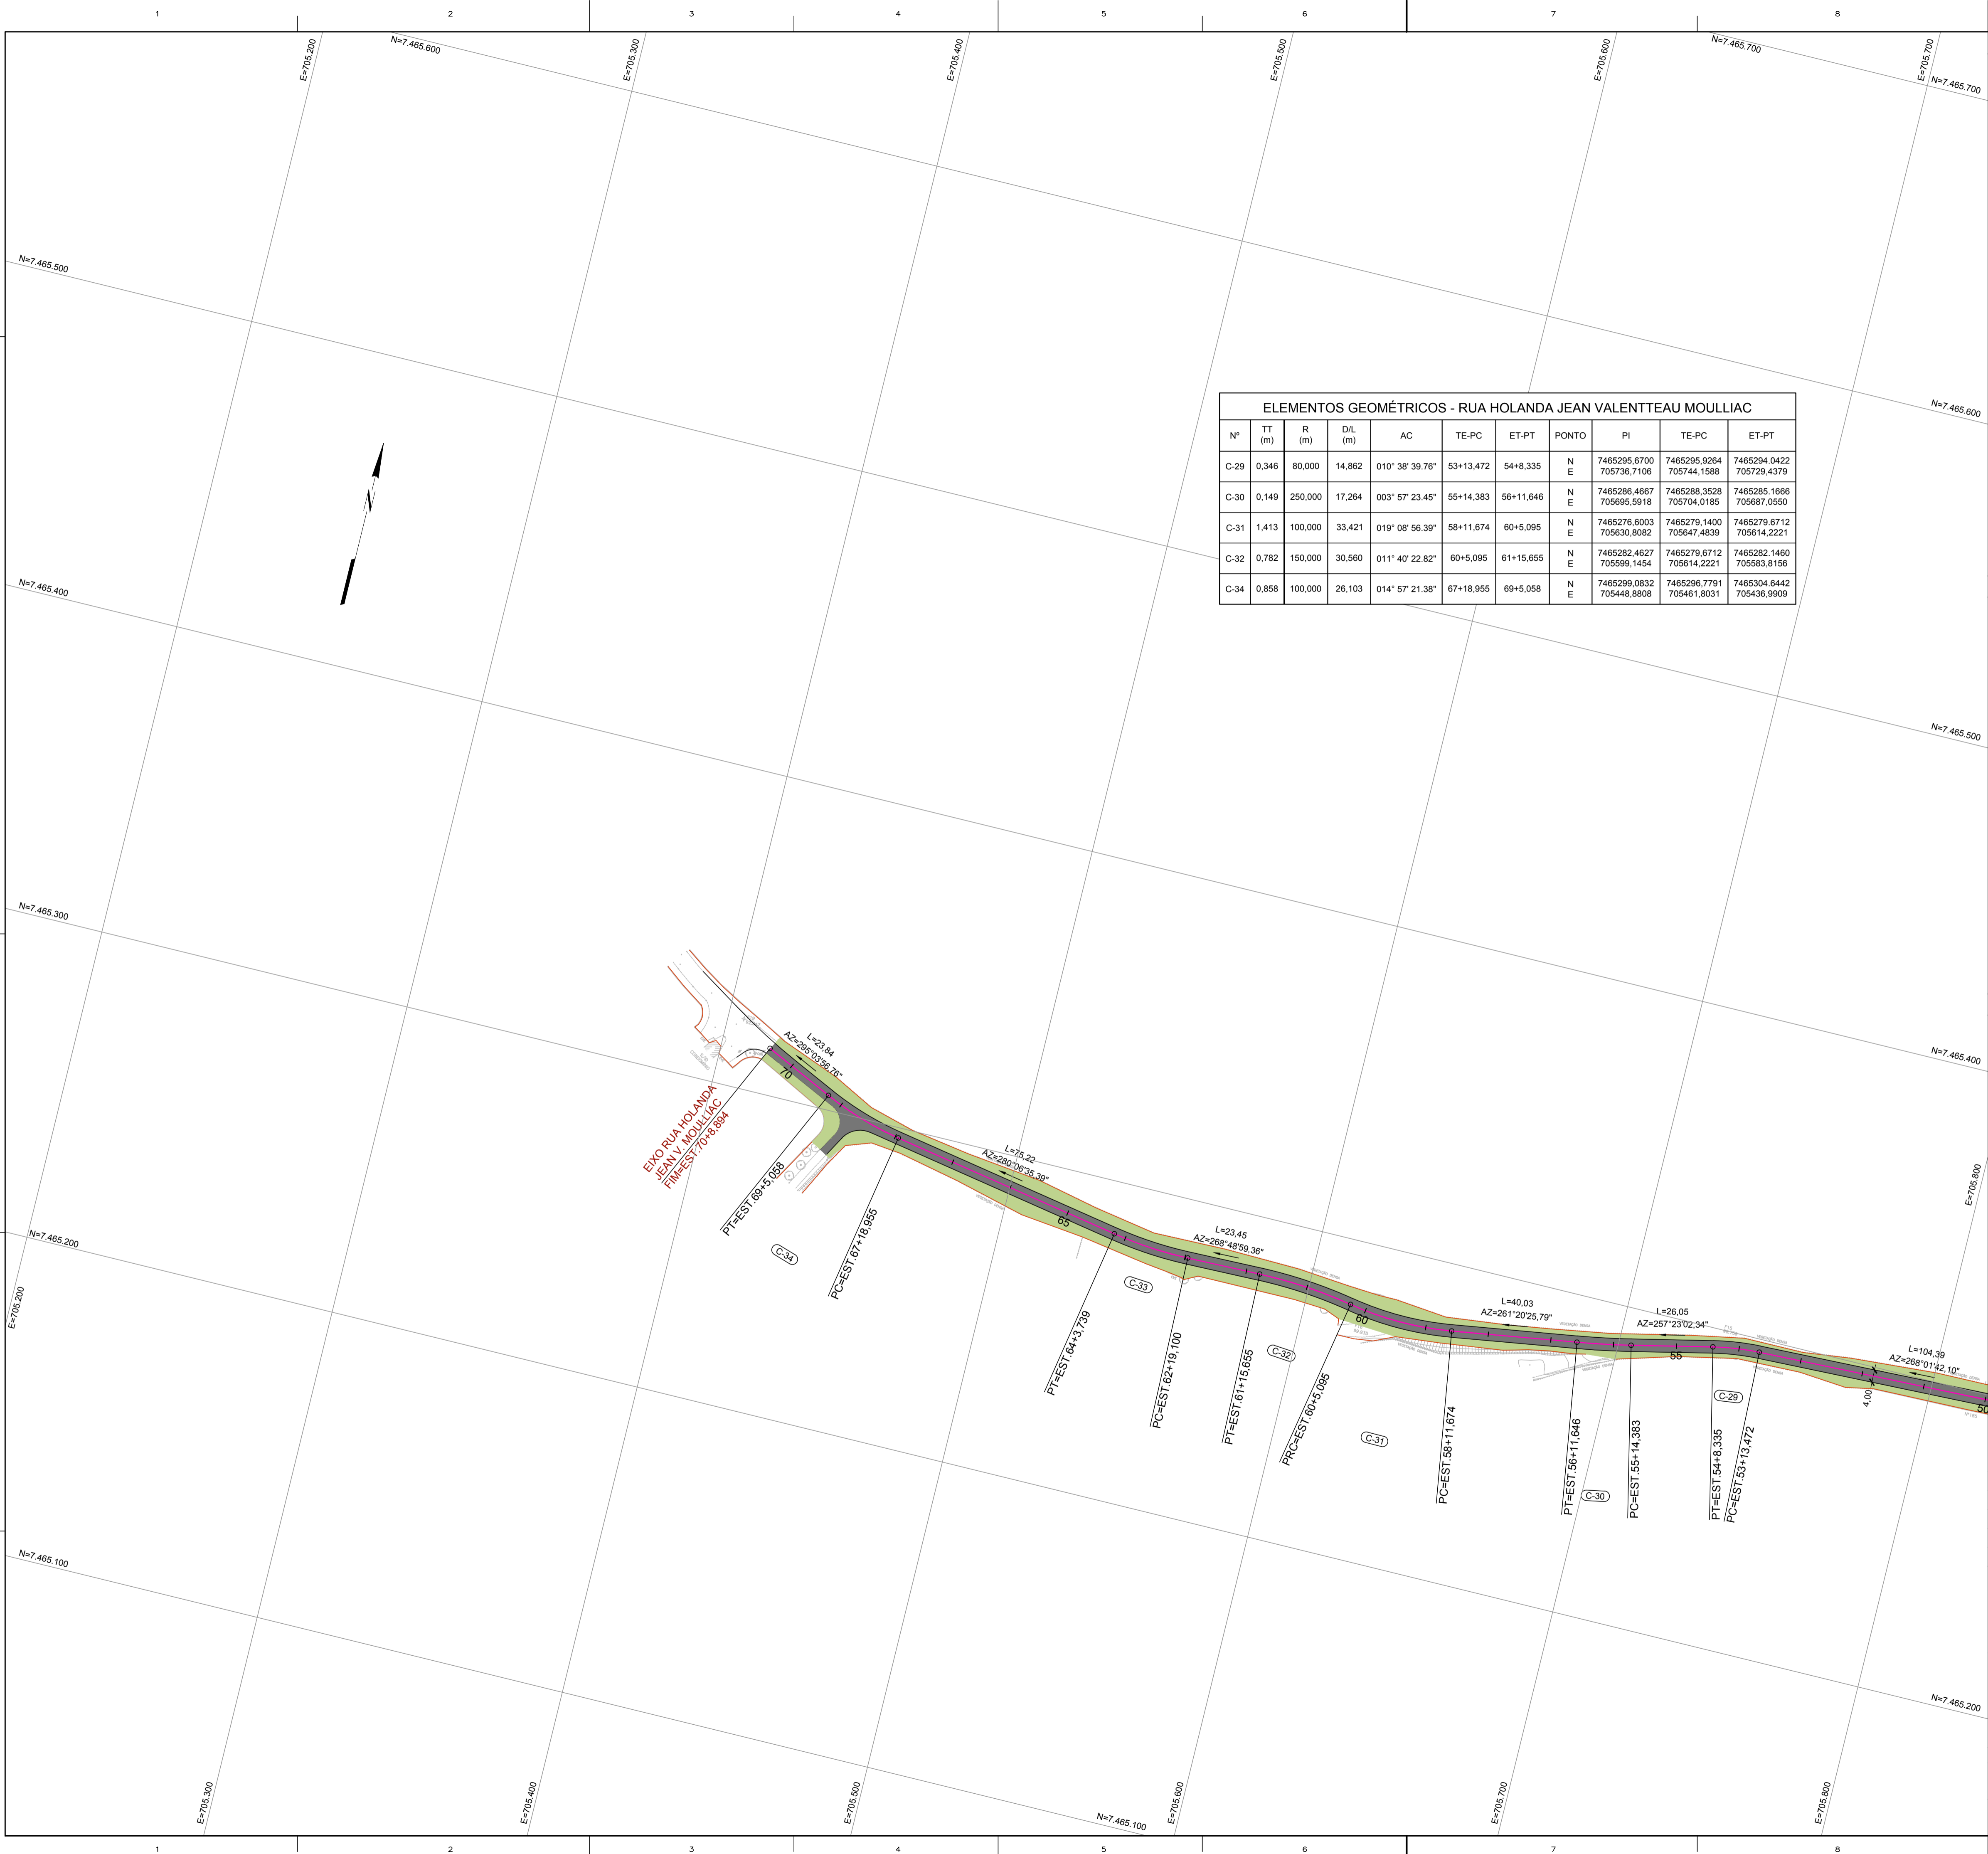 1 2 3 4 5 6 7 8
E=705.200
N=7.465.600
E=705.300
E=705.400
E=705.500
E=705.600
N=7.465.700
E=705.700
N=7.465.700
N=7.465.500
N=7.465.600
ELEMENTOS GEOMÉTRICOS - RUA HOLANDA JEAN VALENTTEAU MOULLIAC
Nº TT (m) R (m) D/L (m) AC TE-PC ET-PT PONTO PI TE-PC ET-PT
C-29 0,346 80,000 14,862 010° 38' 39.76" 53+13,472 54+8,335 N 7465295,6700 7465295,9264 7465294.0422
E 705736,7106 705744,1588 705729,4379
C-30 0,149 250,000 17,264 003° 57' 23.45" 55+14,383 56+11,646 N 7465286,4667 7465288,3528 7465285.1666
E 705695,5918 705704,0185 705687,0550
C-31 1,413 100,000 33,421 019° 08' 56.39" 58+11,674 60+5,095 N 7465276,6003 7465279,1400 7465279.6712
E 705630,8082 705647,4839 705614,2221
C-32 0,782 150,000 30,560 011° 40' 22.82" 60+5,095 61+15,655 N 7465282,4627 7465279,6712 7465282.1460
E 705599,1454 705614,2221 705583,8156
C-34 0,858 100,000 26,103 014° 57' 21.38" 67+18,955 69+5,058 N 7465299,0832 7465296,7791 7465304.6442
E 705448,8808 705461,8031 705436,9909
N
N=7.465.400
N=7.465.500
N=7.465.300
N=7.465.400
L=23,84
AZ=295°03'56,76"
70
EIXO RUA HOLANDA
JEAN V. MOULLIAC
FIM=EST.70+8,894
PT=EST.69+5,058
C-34
PC=EST.67+18,955
L=75,22
AZ=280°06'35,39"
65
PT=EST.64+3,739
C-33
PC=EST.62+19,100
L=23,45
AZ=268°48'59,36"
PT=EST.61+15,655
C-32
PRC=EST.60+5,095
60
C-31
PC=EST.58+11,674
L=40,03
AZ=261°20'25,79"
PT=EST.56+11,646
C-30
PC=EST.55+14,383
55
L=26,05
AZ=257°23'02,34"
PT=EST.54+8,335
C-29
PC=EST.53+13,472
4,00
L=104,39
AZ=268°01'42,10"
50
E=705.800
N=7.465.200
E=705.200
N=7.465.100
N=7.465.200
E=705.300
E=705.400
E=705.500
N=7.465.100
E=705.600
E=705.700
E=705.800
1 2 3 4 5 6 7 8